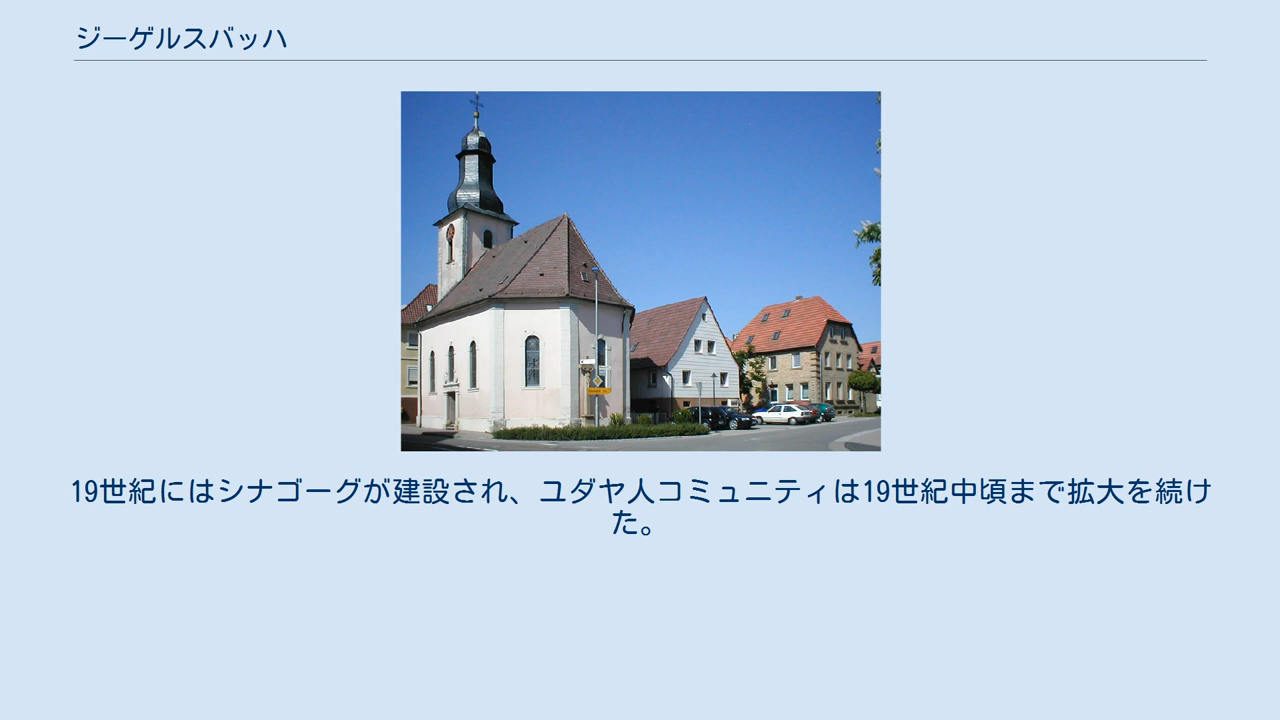 ジーゲルスバッハ
19世紀にはシナゴーグが建設され、ユダヤ人コミュニティは19世紀中頃まで拡大を続け
た。